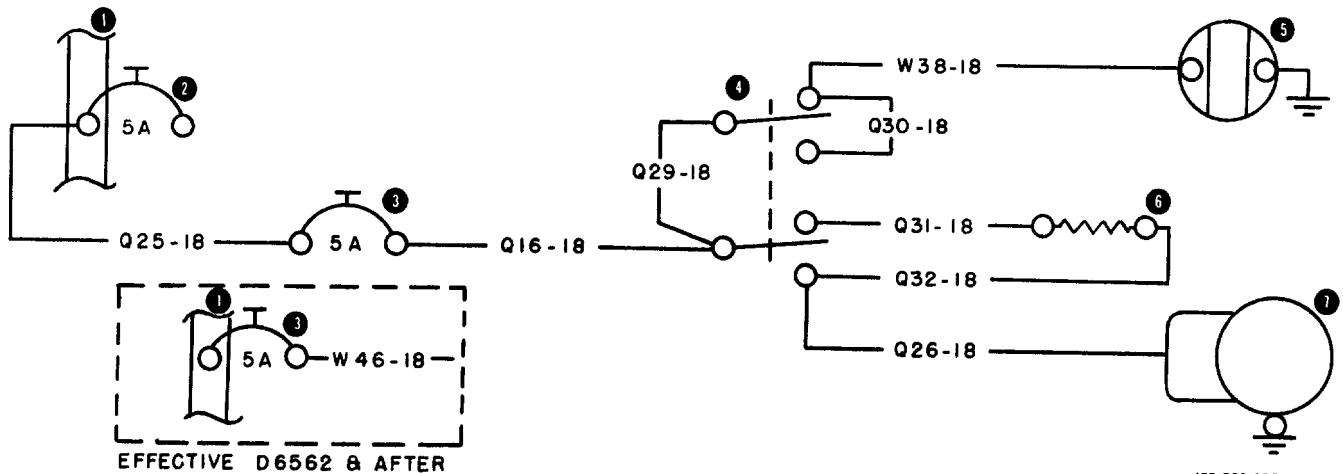 1
5
W38-18
2
4
5A
Q30-18
Q29-18
3
6
Q25-18
5A
Q16-18
Q31-18
1
Q32-18
7
3
5A
W46-18
Q26-18
EFFECTIVE D6562 & AFTER